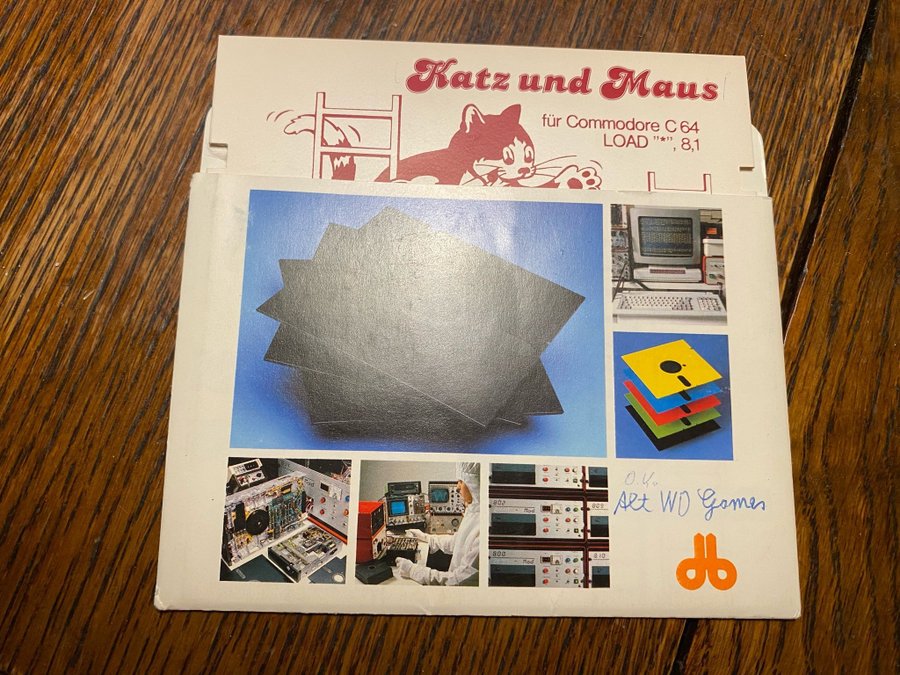 Katz und Maus
für Commodore C 64
LOAD "*", 8,1
O.K.
Alt WD Games